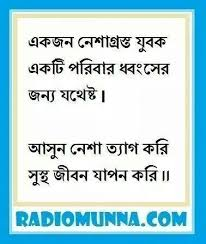 একজন নেশাগ্রস্ত যুবক
একটি পরিবার ধ্বংসের
জন্য যথেষ্ট।
আসুন নেশা ত্যাগ করি
সুস্থ জীবন যাপন করি॥
RADIOMUNNA.COM